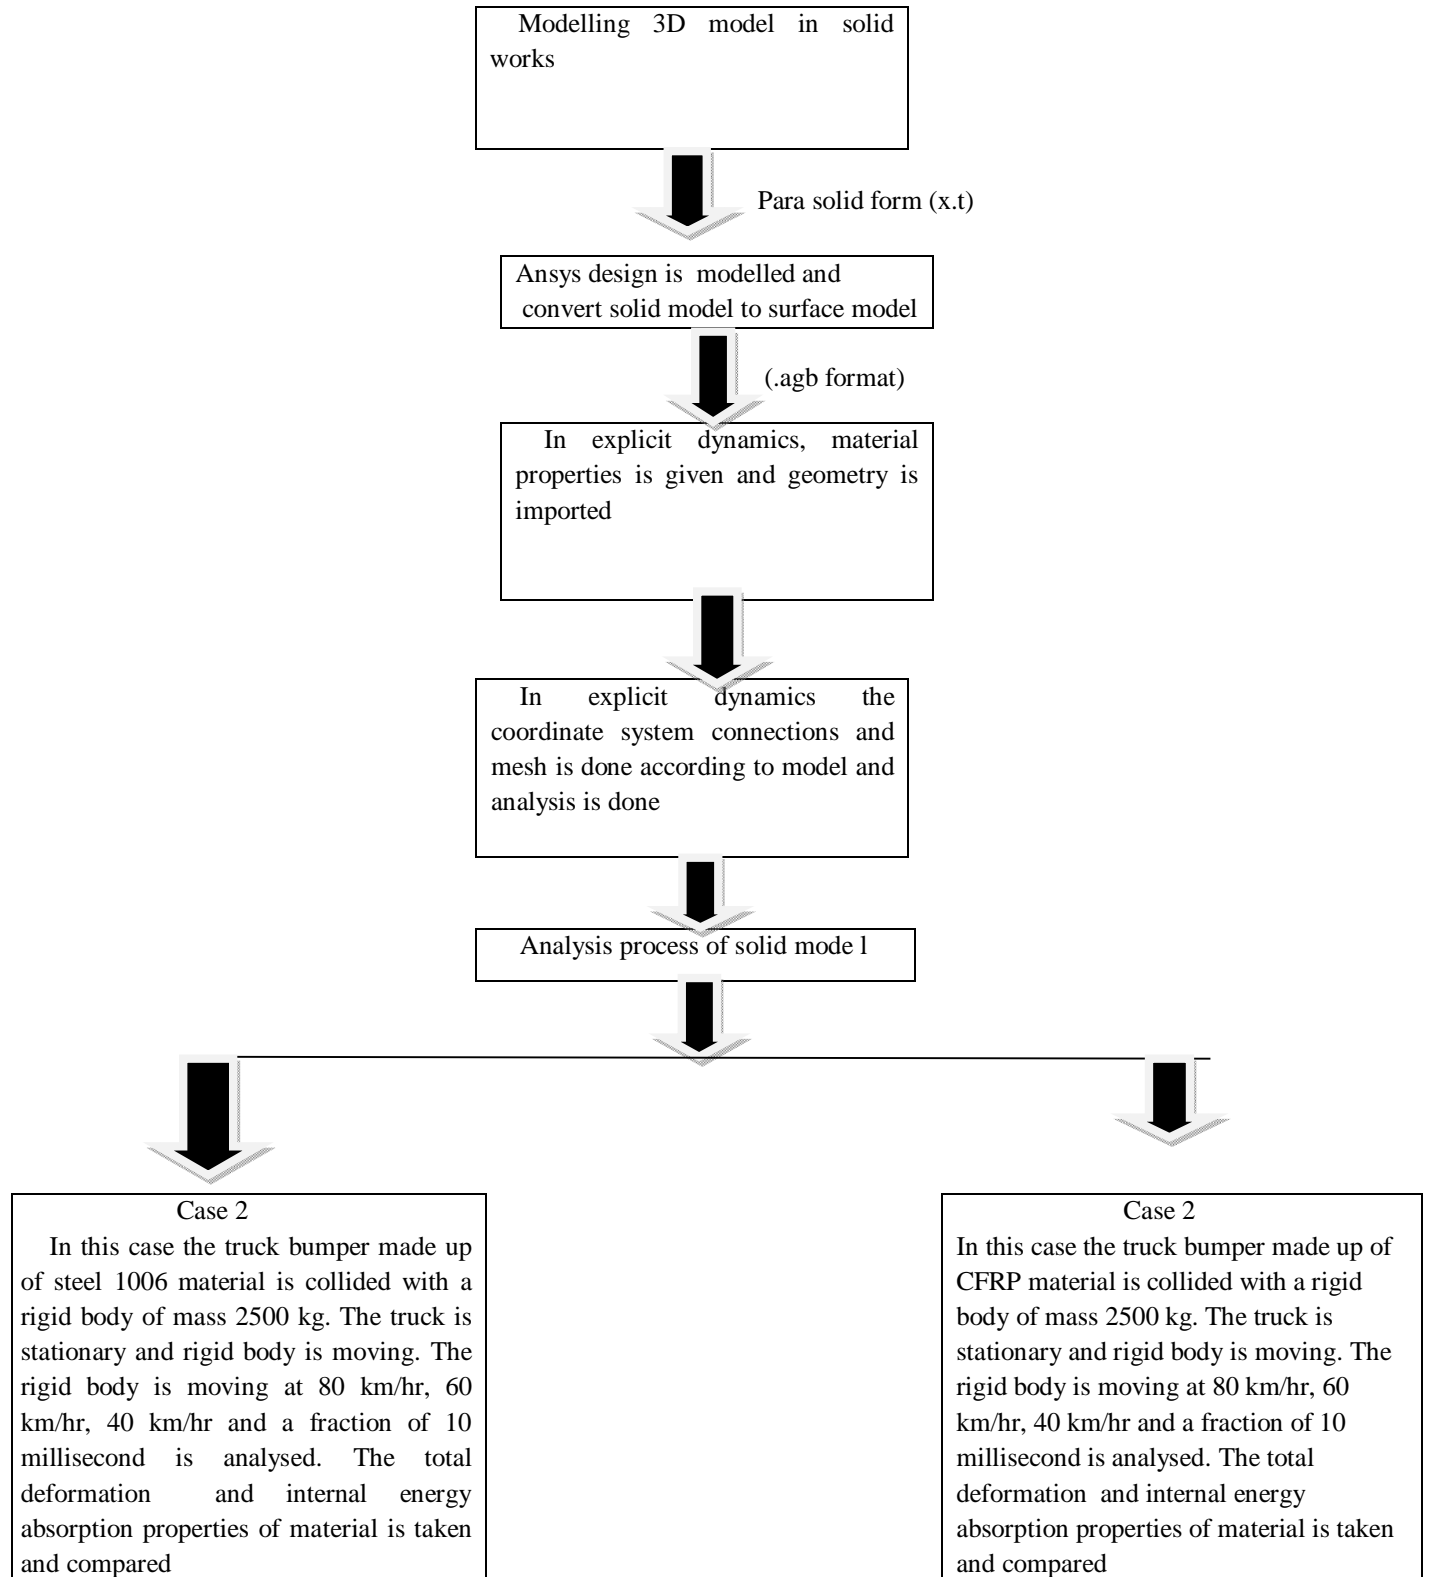 Modelling 3D model in solid
works
Para solid form (x.t)
Ansys design is modelled and
convert solid model to surface model
(.agb format)
In explicit dynamics, material
properties is given and geometry is
imported
In explicit dynamics the
coordinate system connections and
mesh is done according to model and
analysis is done
Analysis process of solid mode l
Case 2
In this case the truck bumper made up
of steel 1006 material is collided with a
rigid body of mass 2500 kg. The truck is
stationary and rigid body is moving. The
rigid body is moving at 80 km/hr, 60
km/hr, 40 km/hr and a fraction of 10
millisecond is analysed. The total
deformation and internal energy
absorption properties of material is taken
and compared
Case 2
In this case the truck bumper made up of
CFRP material is collided with a rigid
body of mass 2500 kg. The truck is
stationary and rigid body is moving. The
rigid body is moving at 80 km/hr, 60
km/hr, 40 km/hr and a fraction of 10
millisecond is analysed. The total
deformation and internal energy
absorption properties of material is taken
and compared